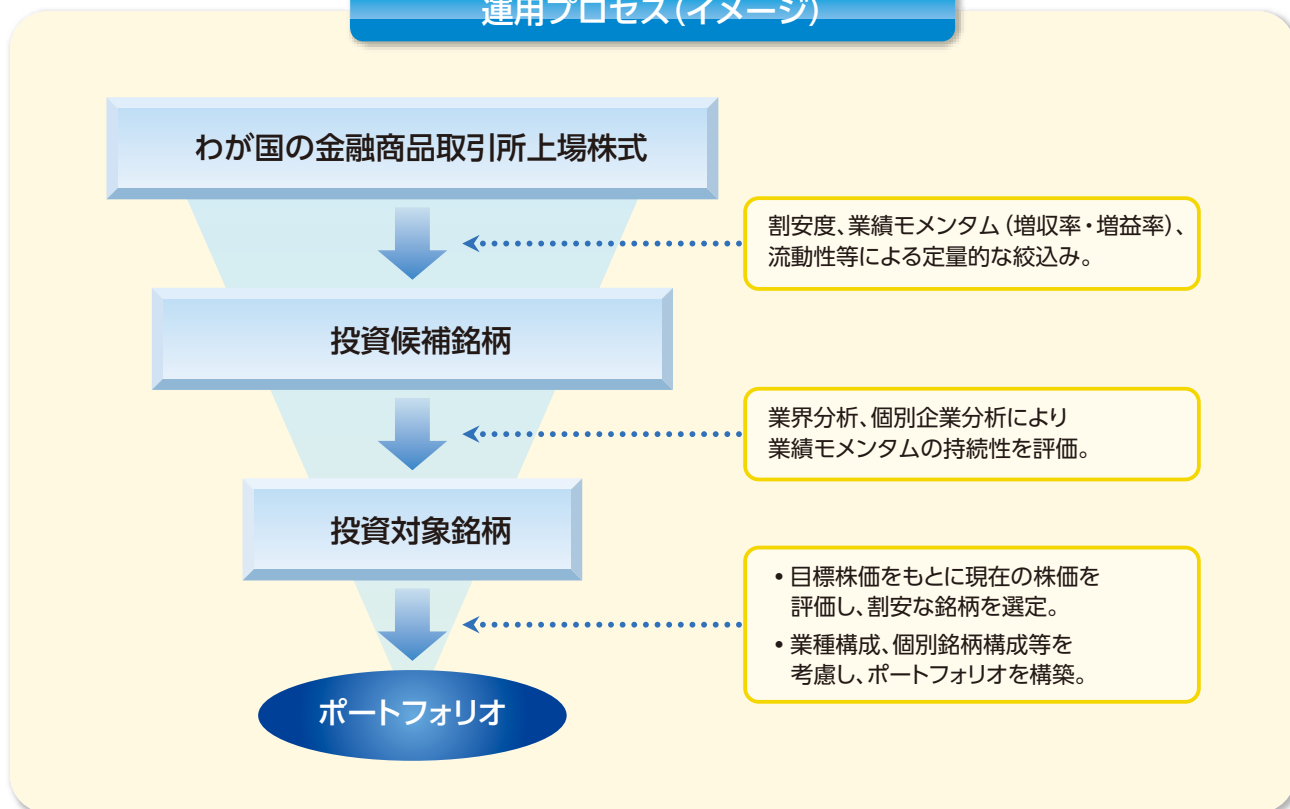 運用プロセス(イメージ)
わが国の金融商品取引所上場株式
割安度、業績モメンタム(増収率・増益率)、
流動性等による定量的な絞込み。
投資候補銘柄
業界分析、個別企業分析により
業績モメンタムの持続性を評価。
投資対象銘柄
• 目標株価をもとに現在の株価を
評価し、割安な銘柄を選定。
• 業種構成、個別銘柄構成等を
考慮し、ポートフォリオを構築。
ポートフォリオ